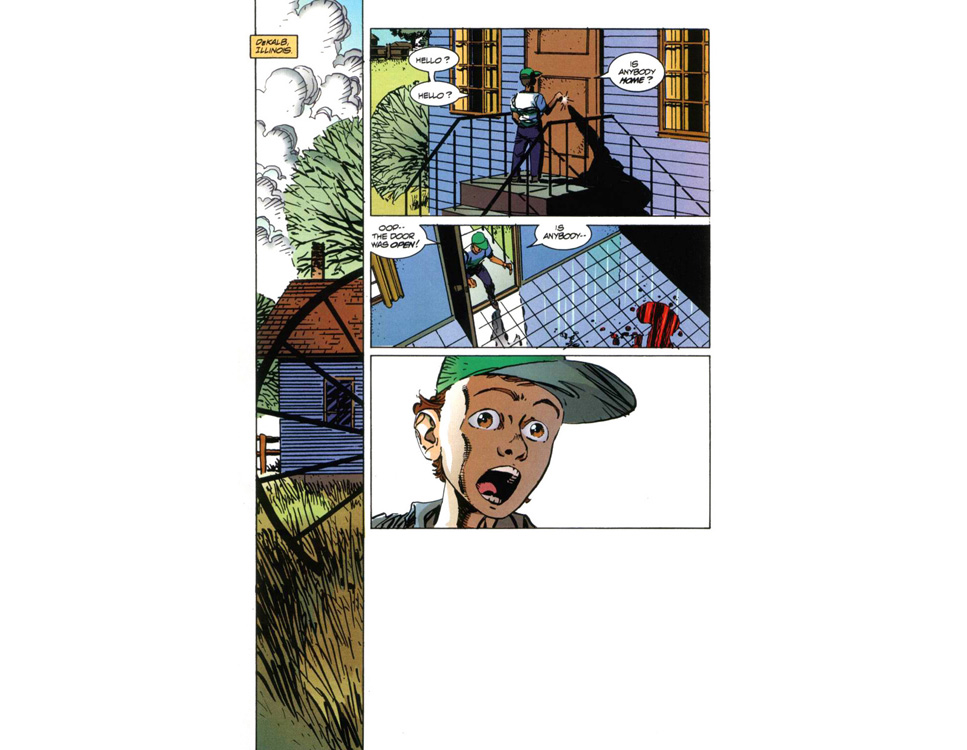 DeKALB,
ILLINOIS.
HELLO?
HELLO?
IS
ANYBODY
HOME?
OOP--
THE DOOR
WAS OPEN!
IS
ANYBODY--